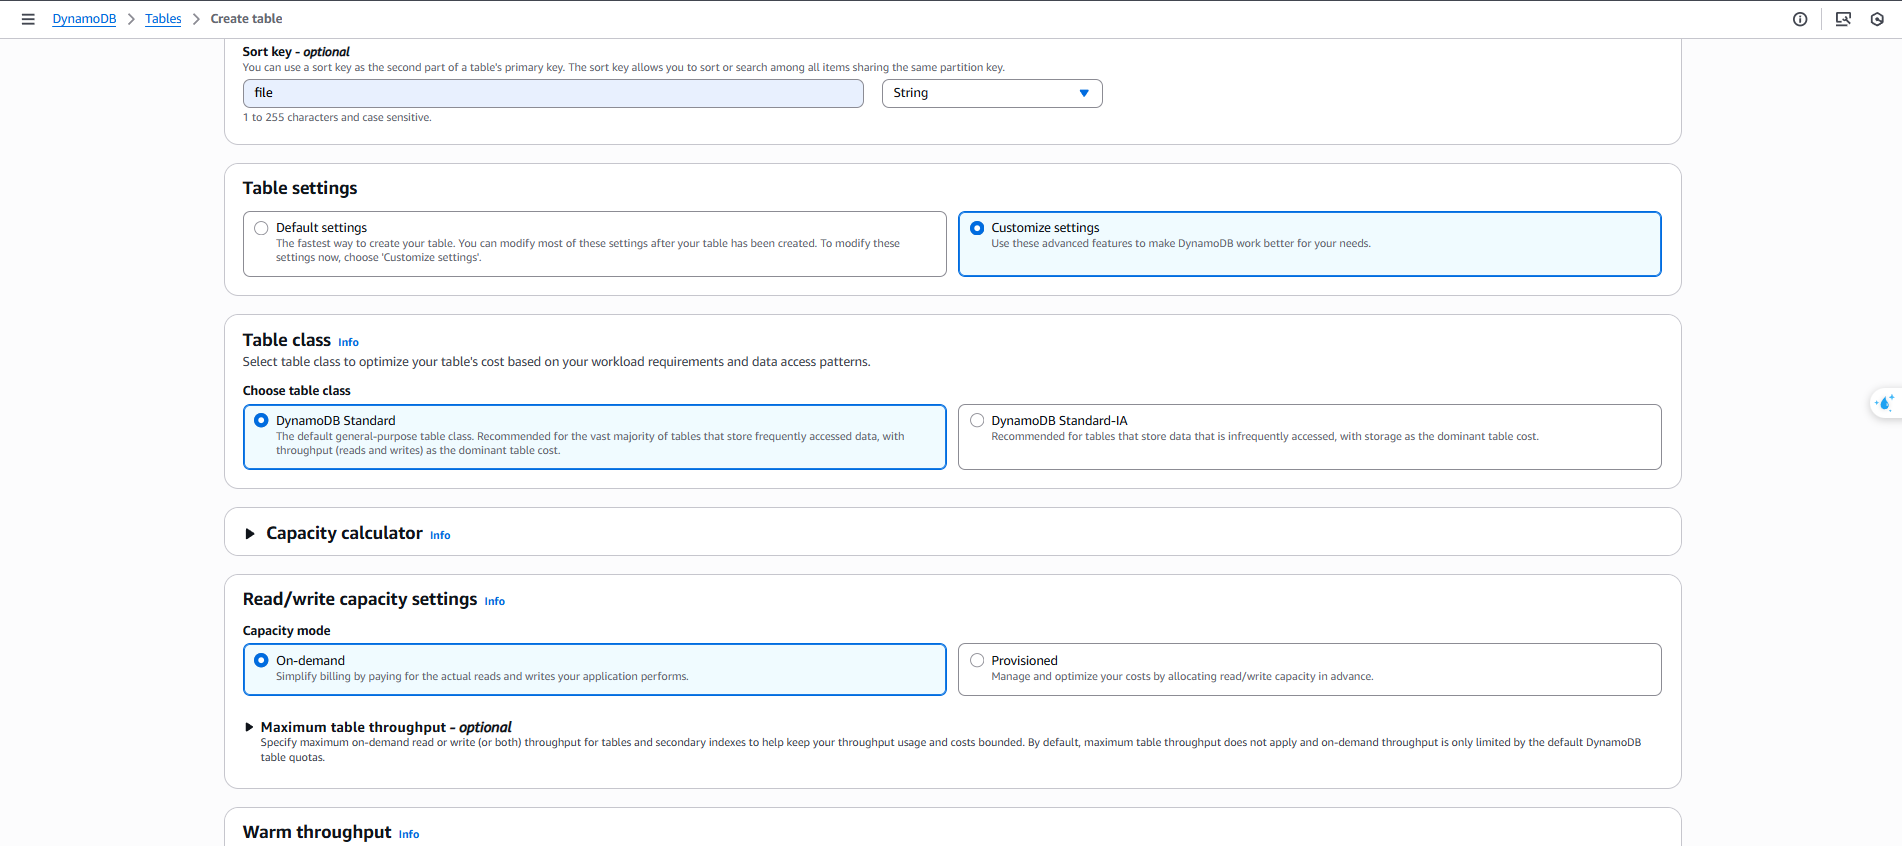 DynamoDB > Tables > Create table
Sort key - optional
You can use a sort key as the second part of a table's primary key. The sort key allows you to sort or search among all items sharing the same partition key.
file String
1 to 255 characters and case sensitive.
Table settings
Default settings
The fastest way to create your table. You can modify most of these settings after your table has been created. To modify these
settings now, choose 'Customize settings'.
Customize settings
Use these advanced features to make DynamoDB work better for your needs.
Table class Info
Select table class to optimize your table's cost based on your workload requirements and data access patterns.
Choose table class
DynamoDB Standard
The default general-purpose table class. Recommended for the vast majority of tables that store frequently accessed data, with
throughput (reads and writes) as the dominant table cost.
DynamoDB Standard-IA
Recommended for tables that store data that is infrequently accessed, with storage as the dominant table cost.
Capacity calculator Info
Read/write capacity settings Info
Capacity mode
On-demand
Simplify billing by paying for the actual reads and writes your application performs.
Provisioned
Manage and optimize your costs by allocating read/write capacity in advance.
Maximum table throughput - optional
Specify maximum on-demand read or write (or both) throughput for tables and secondary indexes to help keep your throughput usage and costs bounded. By default, maximum table throughput does not apply and on-demand throughput is only limited by the default DynamoDB
table quotas.
Warm throughput Info